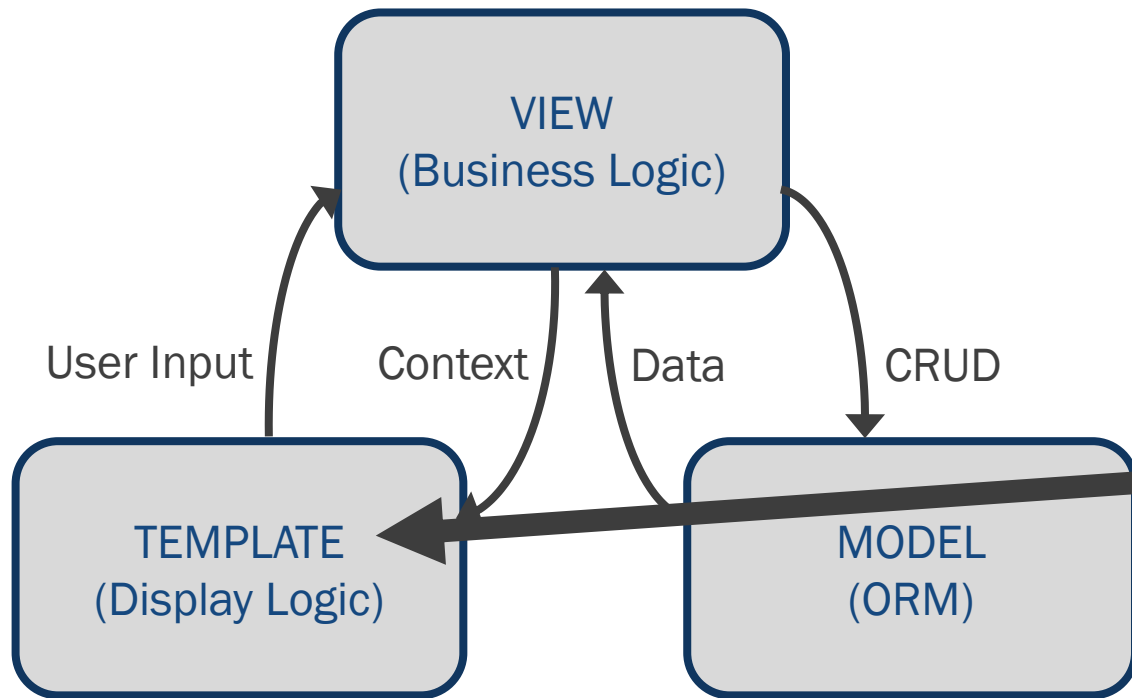 VIEW
(Business Logic)
User Input
Context
Data
CRUD
TEMPLATE
(Display Logic)
MODEL
(ORM)